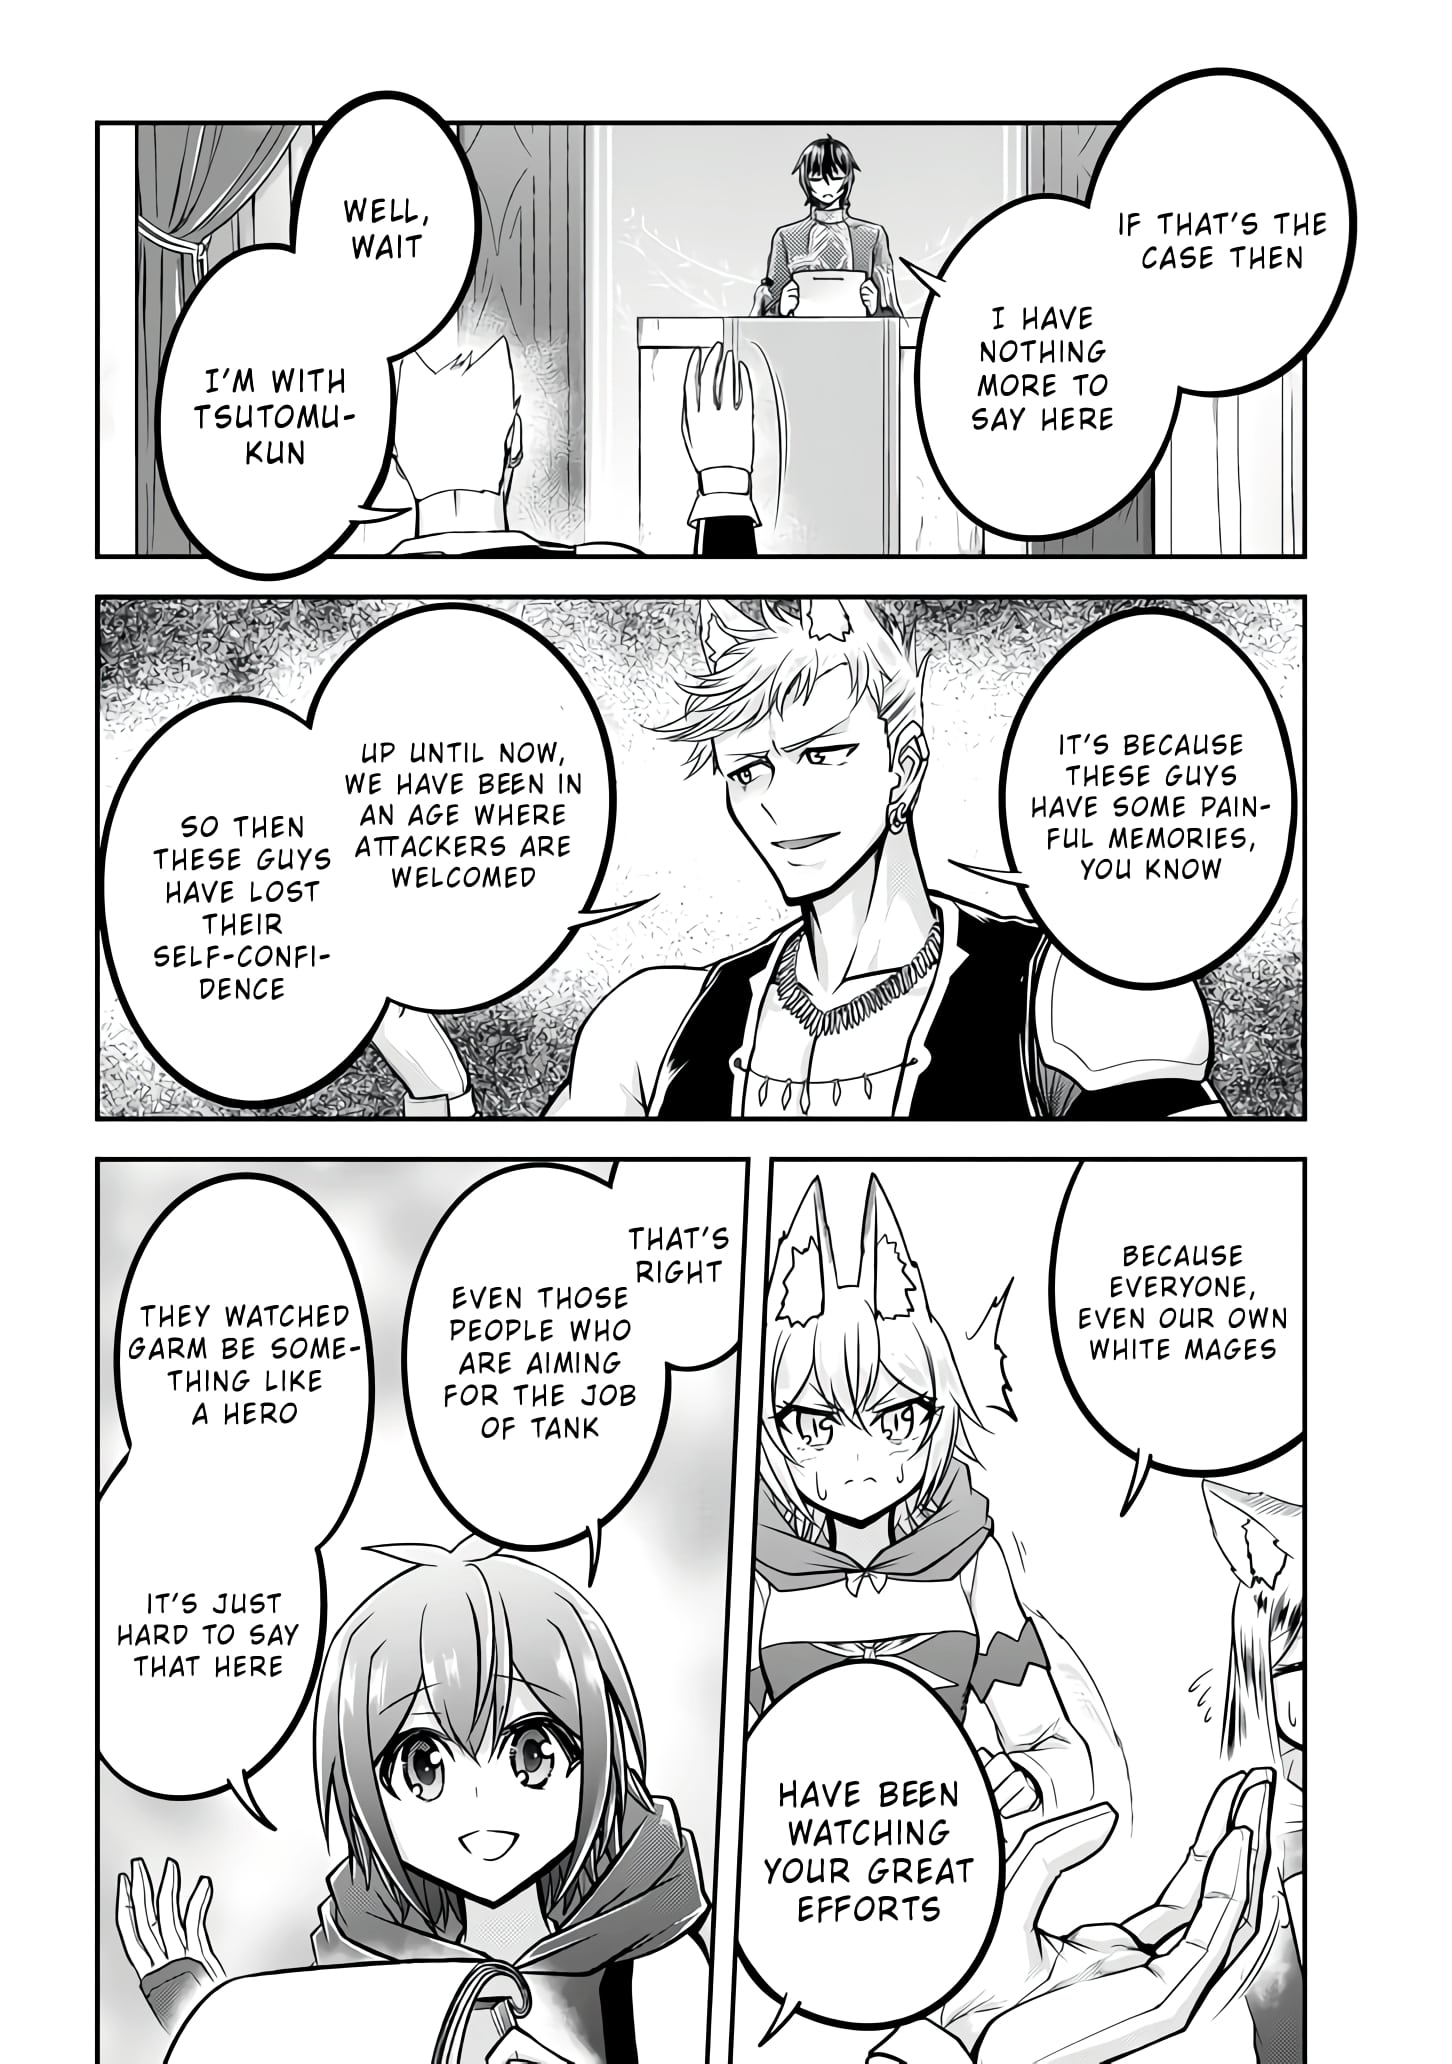 IF THAT'S THE
CASE THEN
I HAVE
NOTHING
MORE TO
SAY HERE
WELL,
WAIT
I'M WITH
TSUTOMU-
KUN
IT'S BECAUSE
THESE GUYS
HAVE SOME PAIN-
FUL MEMORIES,
YOU KNOW
UP UNTIL NOW,
WE HAVE BEEN IN
AN AGE WHERE
ATTACKERS ARE
WELCOMED
SO THEN
THESE GUYS
HAVE LOST
THEIR
SELF-CONFI-
DENCE
BECAUSE
EVERYONE,
EVEN OUR OWN
WHITE MAGES
HAVE BEEN
WATCHING
YOUR GREAT
EFFORTS
THAT'S
RIGHT
EVEN THOSE
PEOPLE WHO
ARE AIMING
FOR THE JOB
OF TANK
THEY WATCHED
GARM BE SOME-
THING LIKE
A HERO
IT'S JUST
HARD TO SAY
THAT HERE